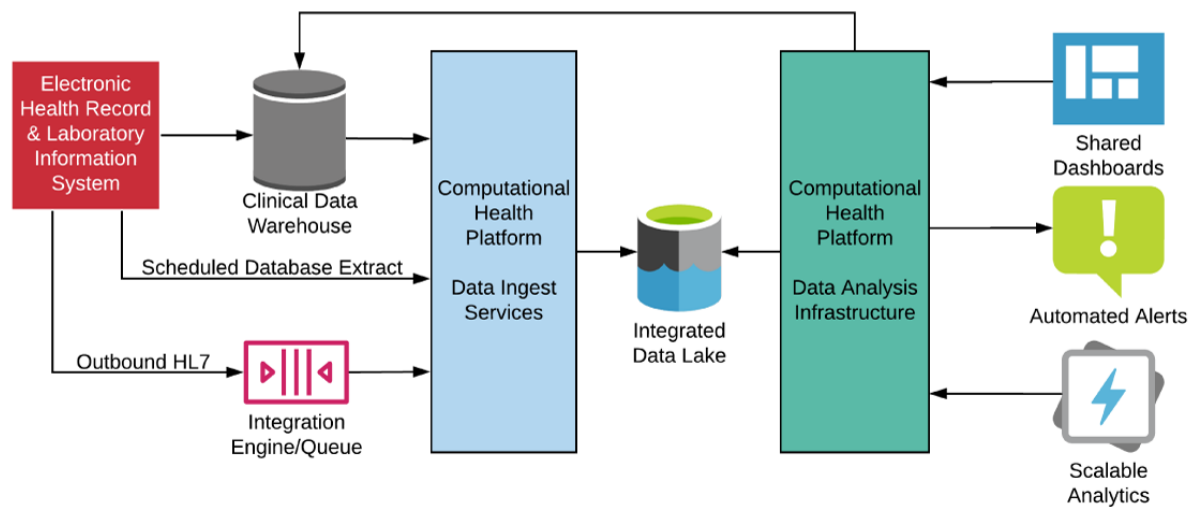 Electronic
Health Record
& Laboratory
Information
System
Clinical Data
Warehouse
Scheduled Database Extract
Outbound HL7
Integration
Engine/Queue
Computational
Health
Platform
Data Ingest
Services
Integrated
Data Lake
Computational
Health
Platform
Data Analysis
Infrastructure
Shared
Dashboards
Automated Alerts
Scalable
Analytics